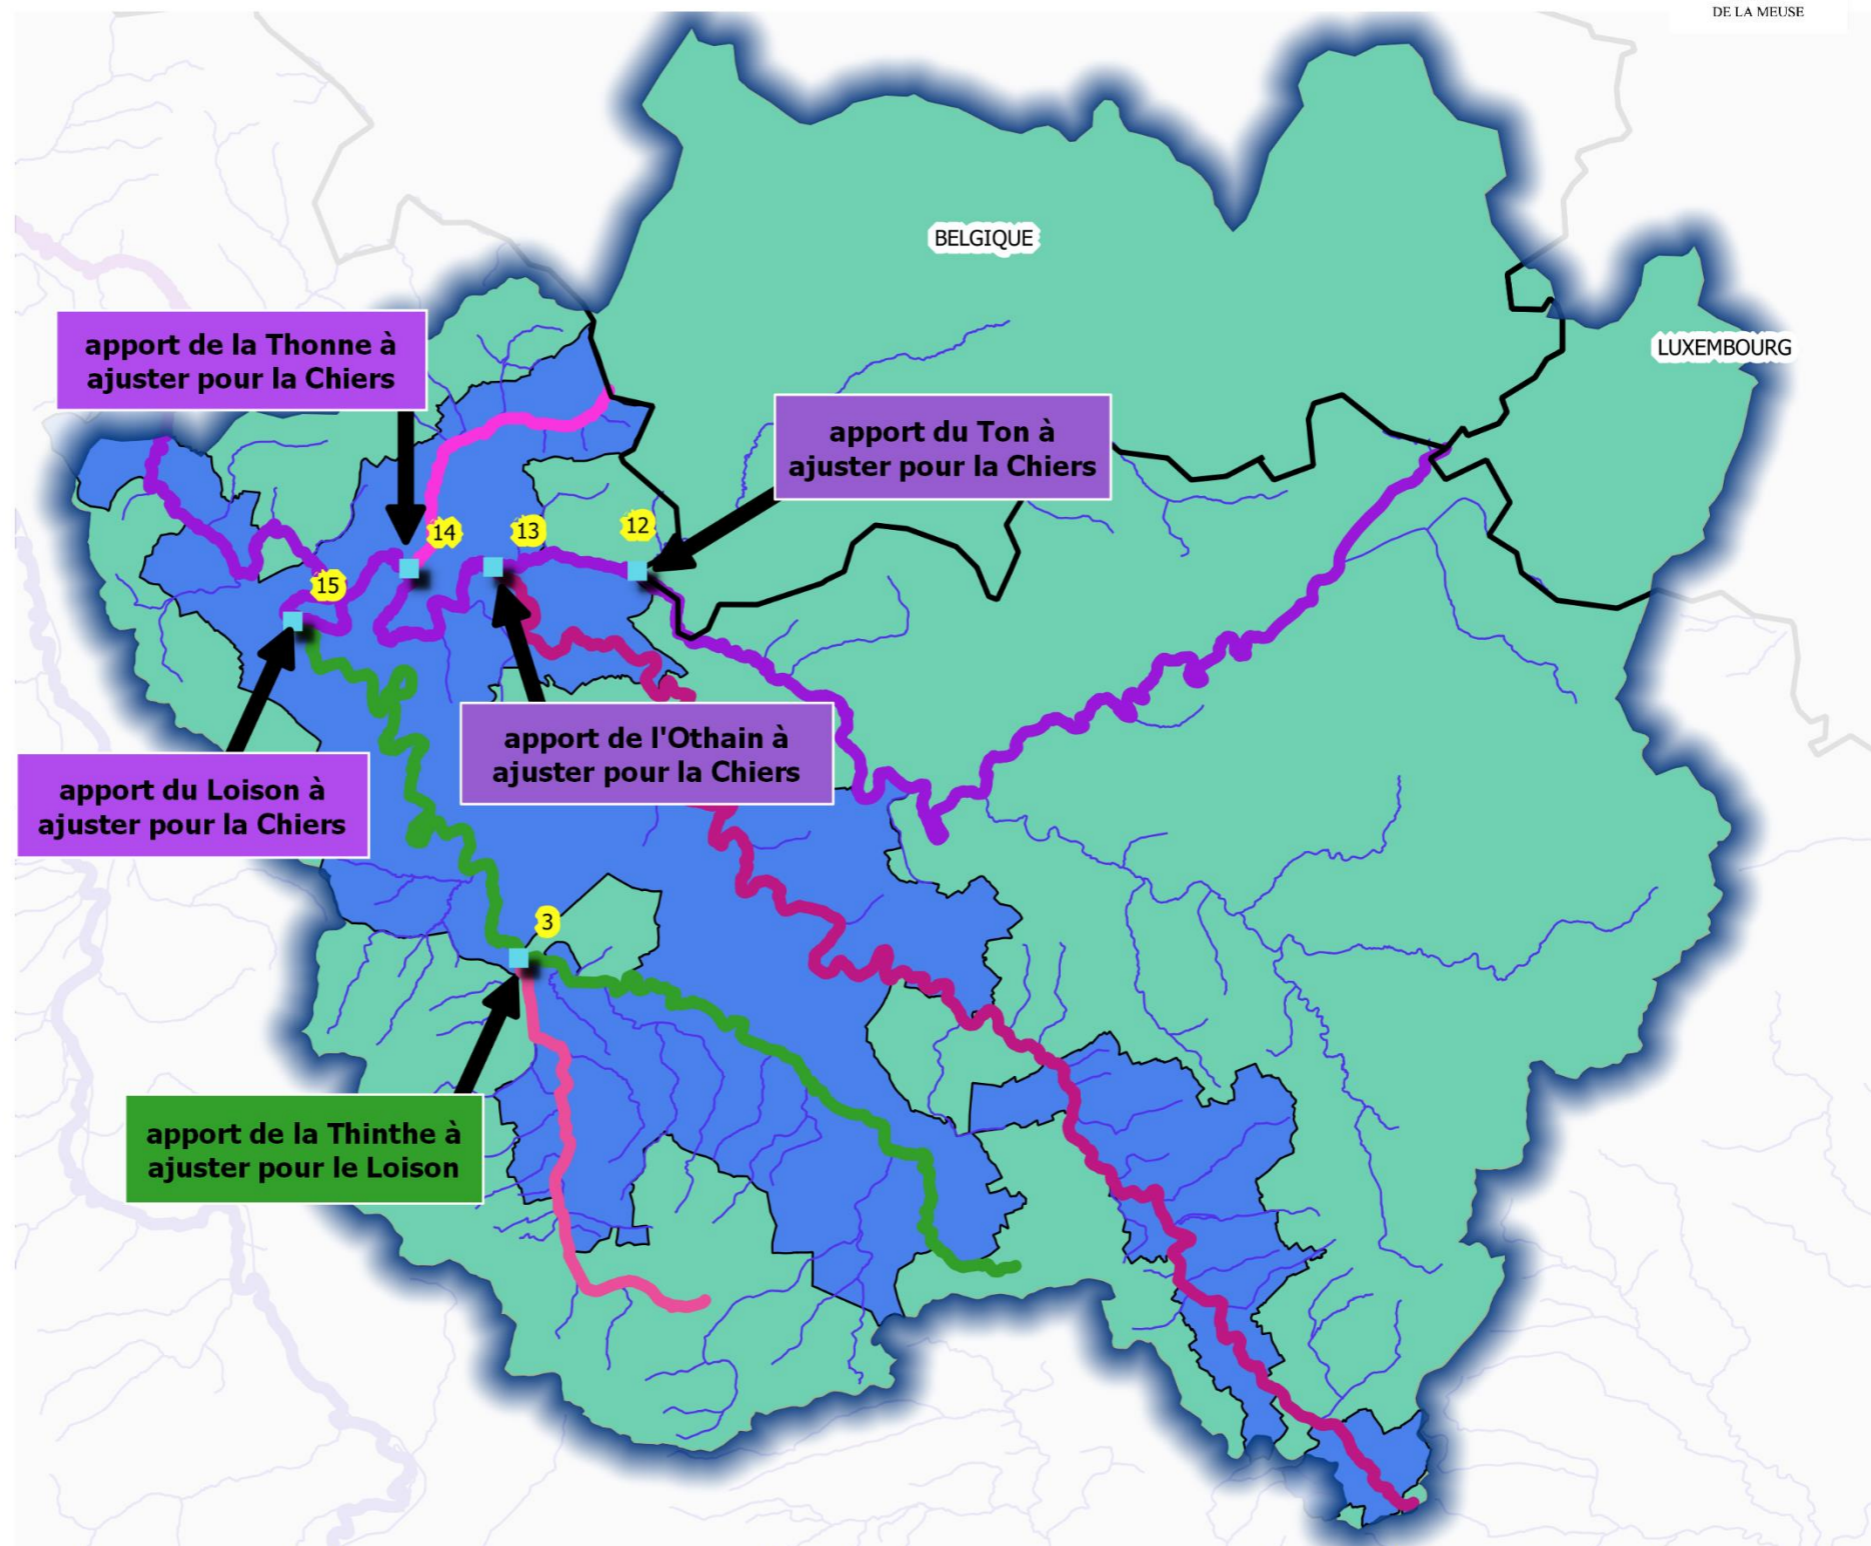 DE LA MEUSE
BELGIQUE
LUXEMBOURG
apport de la Thonne à
ajuster pour la Chiers
apport du Ton à
ajuster pour la Chiers
14
13
12
15
apport de l'Othain à
ajuster pour la Chiers
apport du Loison à
ajuster pour la Chiers
3
apport de la Thinthe à
ajuster pour le Loison